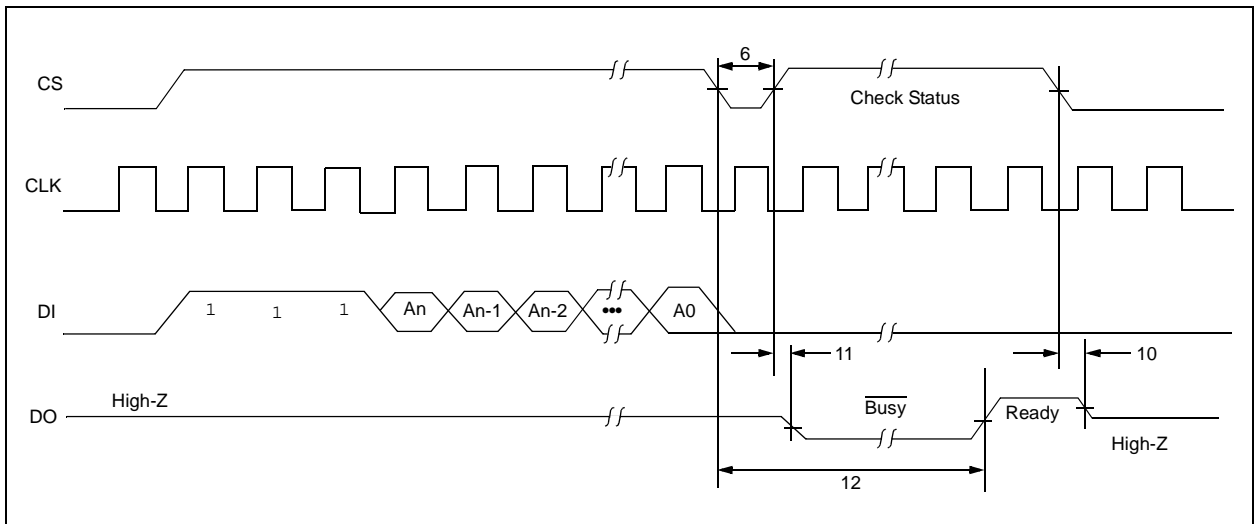 CS
6
Check Status
CLK
DI
1 1 1 An An-1 An-2 ••• A0
11
10
DO
High-Z
Busy
Ready
High-Z
12